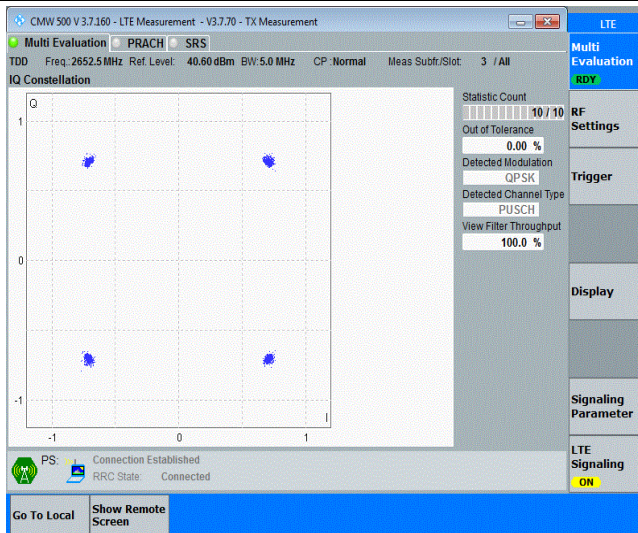 CMW 500 V 3.7.160 - LTE Measurement - V3.7.70 - TX Measurement
LTE
Multi Evaluation PRACH SRS
Multi
Evaluation
RDY
TDD Freq.:2652.5 MHz Ref. Level: 40.60 dBm BW:5.0 MHz CP :Normal Meas Subfr./Slot: 3 / All
IQ Constellation
Q
1
0
-1
-1 0 1
I
Statistic Count
10 / 10
Out of Tolerance
0.00 %
Detected Modulation
QPSK
Detected Channel Type
PUSCH
View Filter Throughput
100.0 %
RF
Settings
Trigger
Display
Signaling
Parameter
LTE
Signaling
ON
PS: Connection Established
RRC State: Connected
Go To Local
Show Remote
Screen